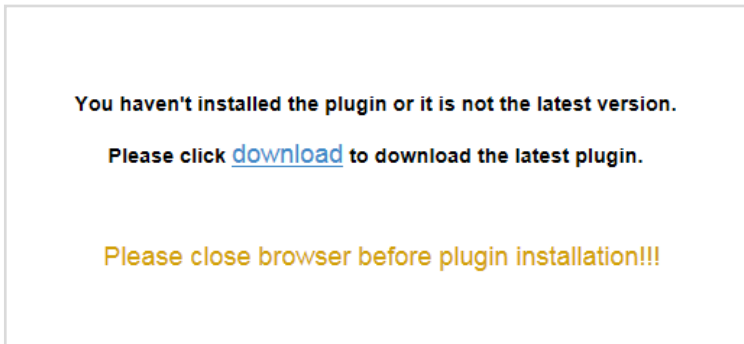 You haven't installed the plugin or it is not the latest version.
Please click download to download the latest plugin.
Please close browser before plugin installation!!!